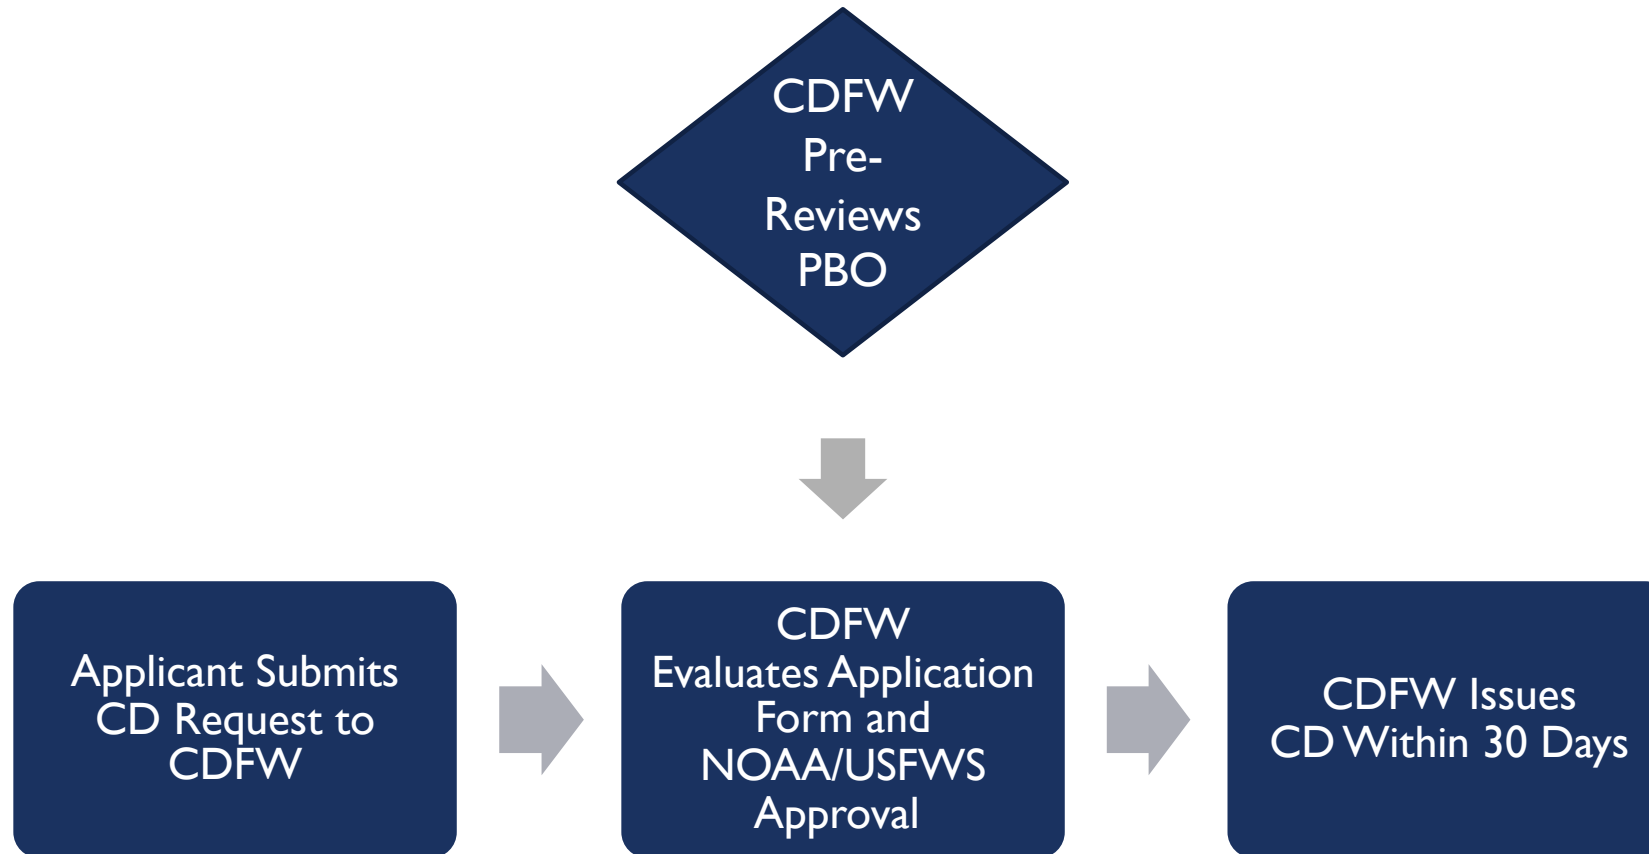 CDFW
Pre-
Reviews
PBO
Applicant Submits
CD Request to
CDFW
CDFW
Evaluates Application
Form and
NOAA/USFWS
Approval
CDFW Issues
CD Within 30 Days